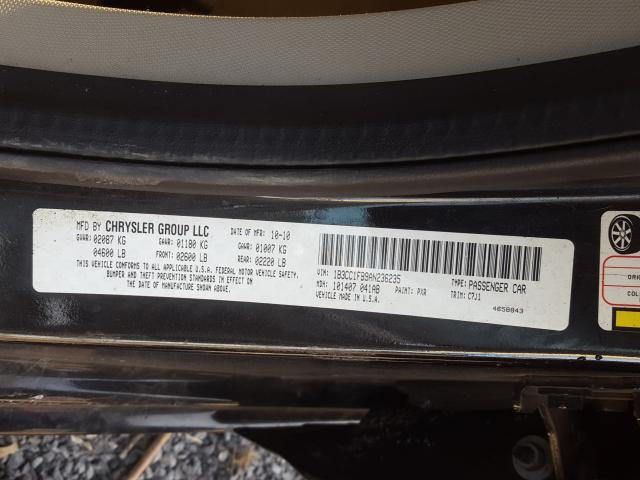 MFD BY CHRYSLER GROUP LLC DATE OF MFR: 10-10
GVWR: 02087 KG GAWR: 01180 KG GAWR: 01007 KG
04600 LB FRONT: 02600 LB REAR: 02220 LB
THIS VEHICLE CONFORMS TO ALL APPLICABLE U.S.A. FEDERAL MOTOR VEHICLE SAFETY,
BUMPER AND THEFT PREVENTION STANDARDS IN EFFECT ON
THE DATE OF MANUFACTURE SHOWN ABOVE.
VIN: 1B3CC1FB9AN236235 TYPE: PASSENGER CAR
MDH: 101407 041AB PAINT: PXR TRIM: C7J1
MADE IN U.S.A. 4658843